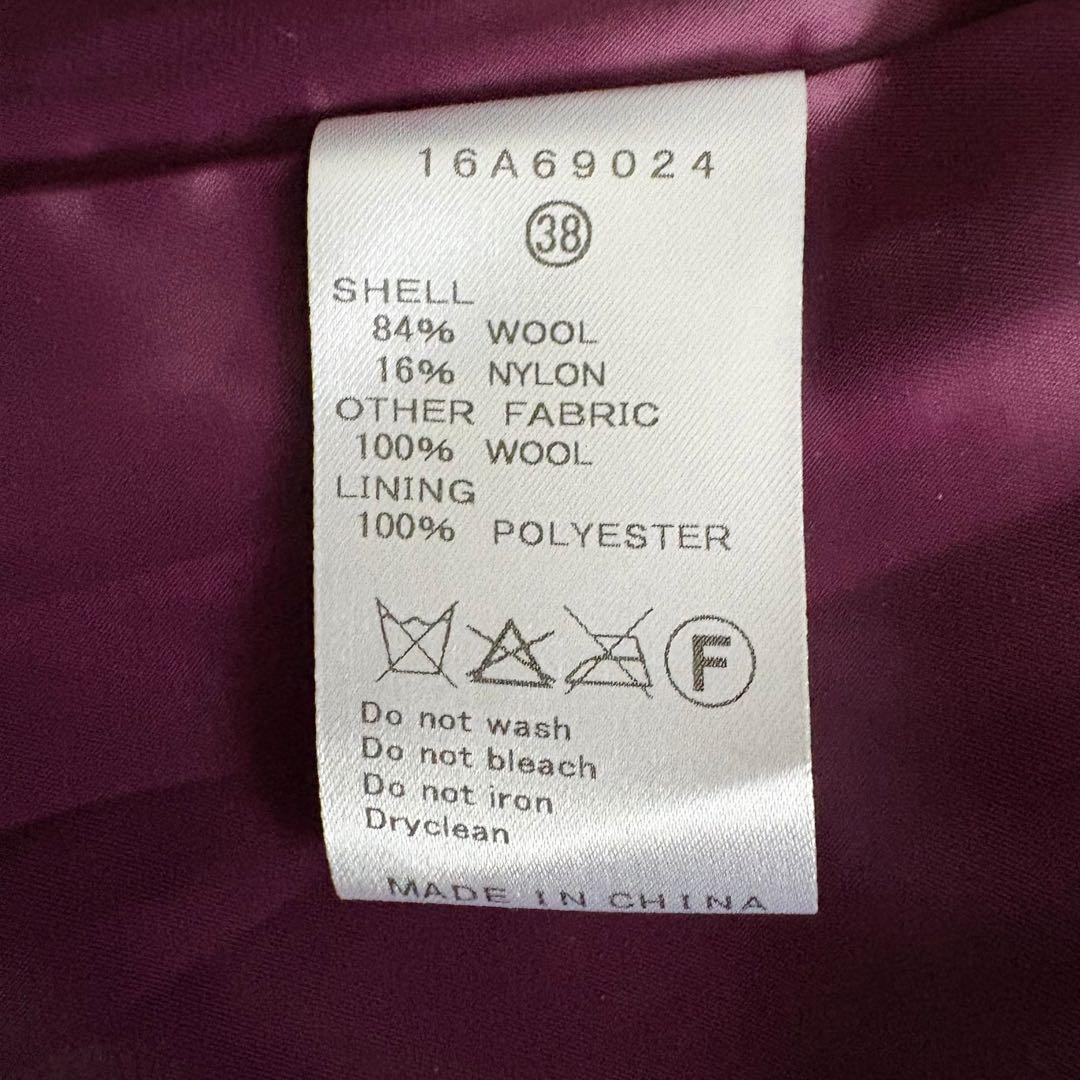 16A69024
38
SHELL
84% WOOL
16% NYLON
OTHER FABRIC
100% WOOL
LINING
100% POLYESTER
F
Do not wash
Do not bleach
Do not iron
Dryclean
MADE IN CHINA